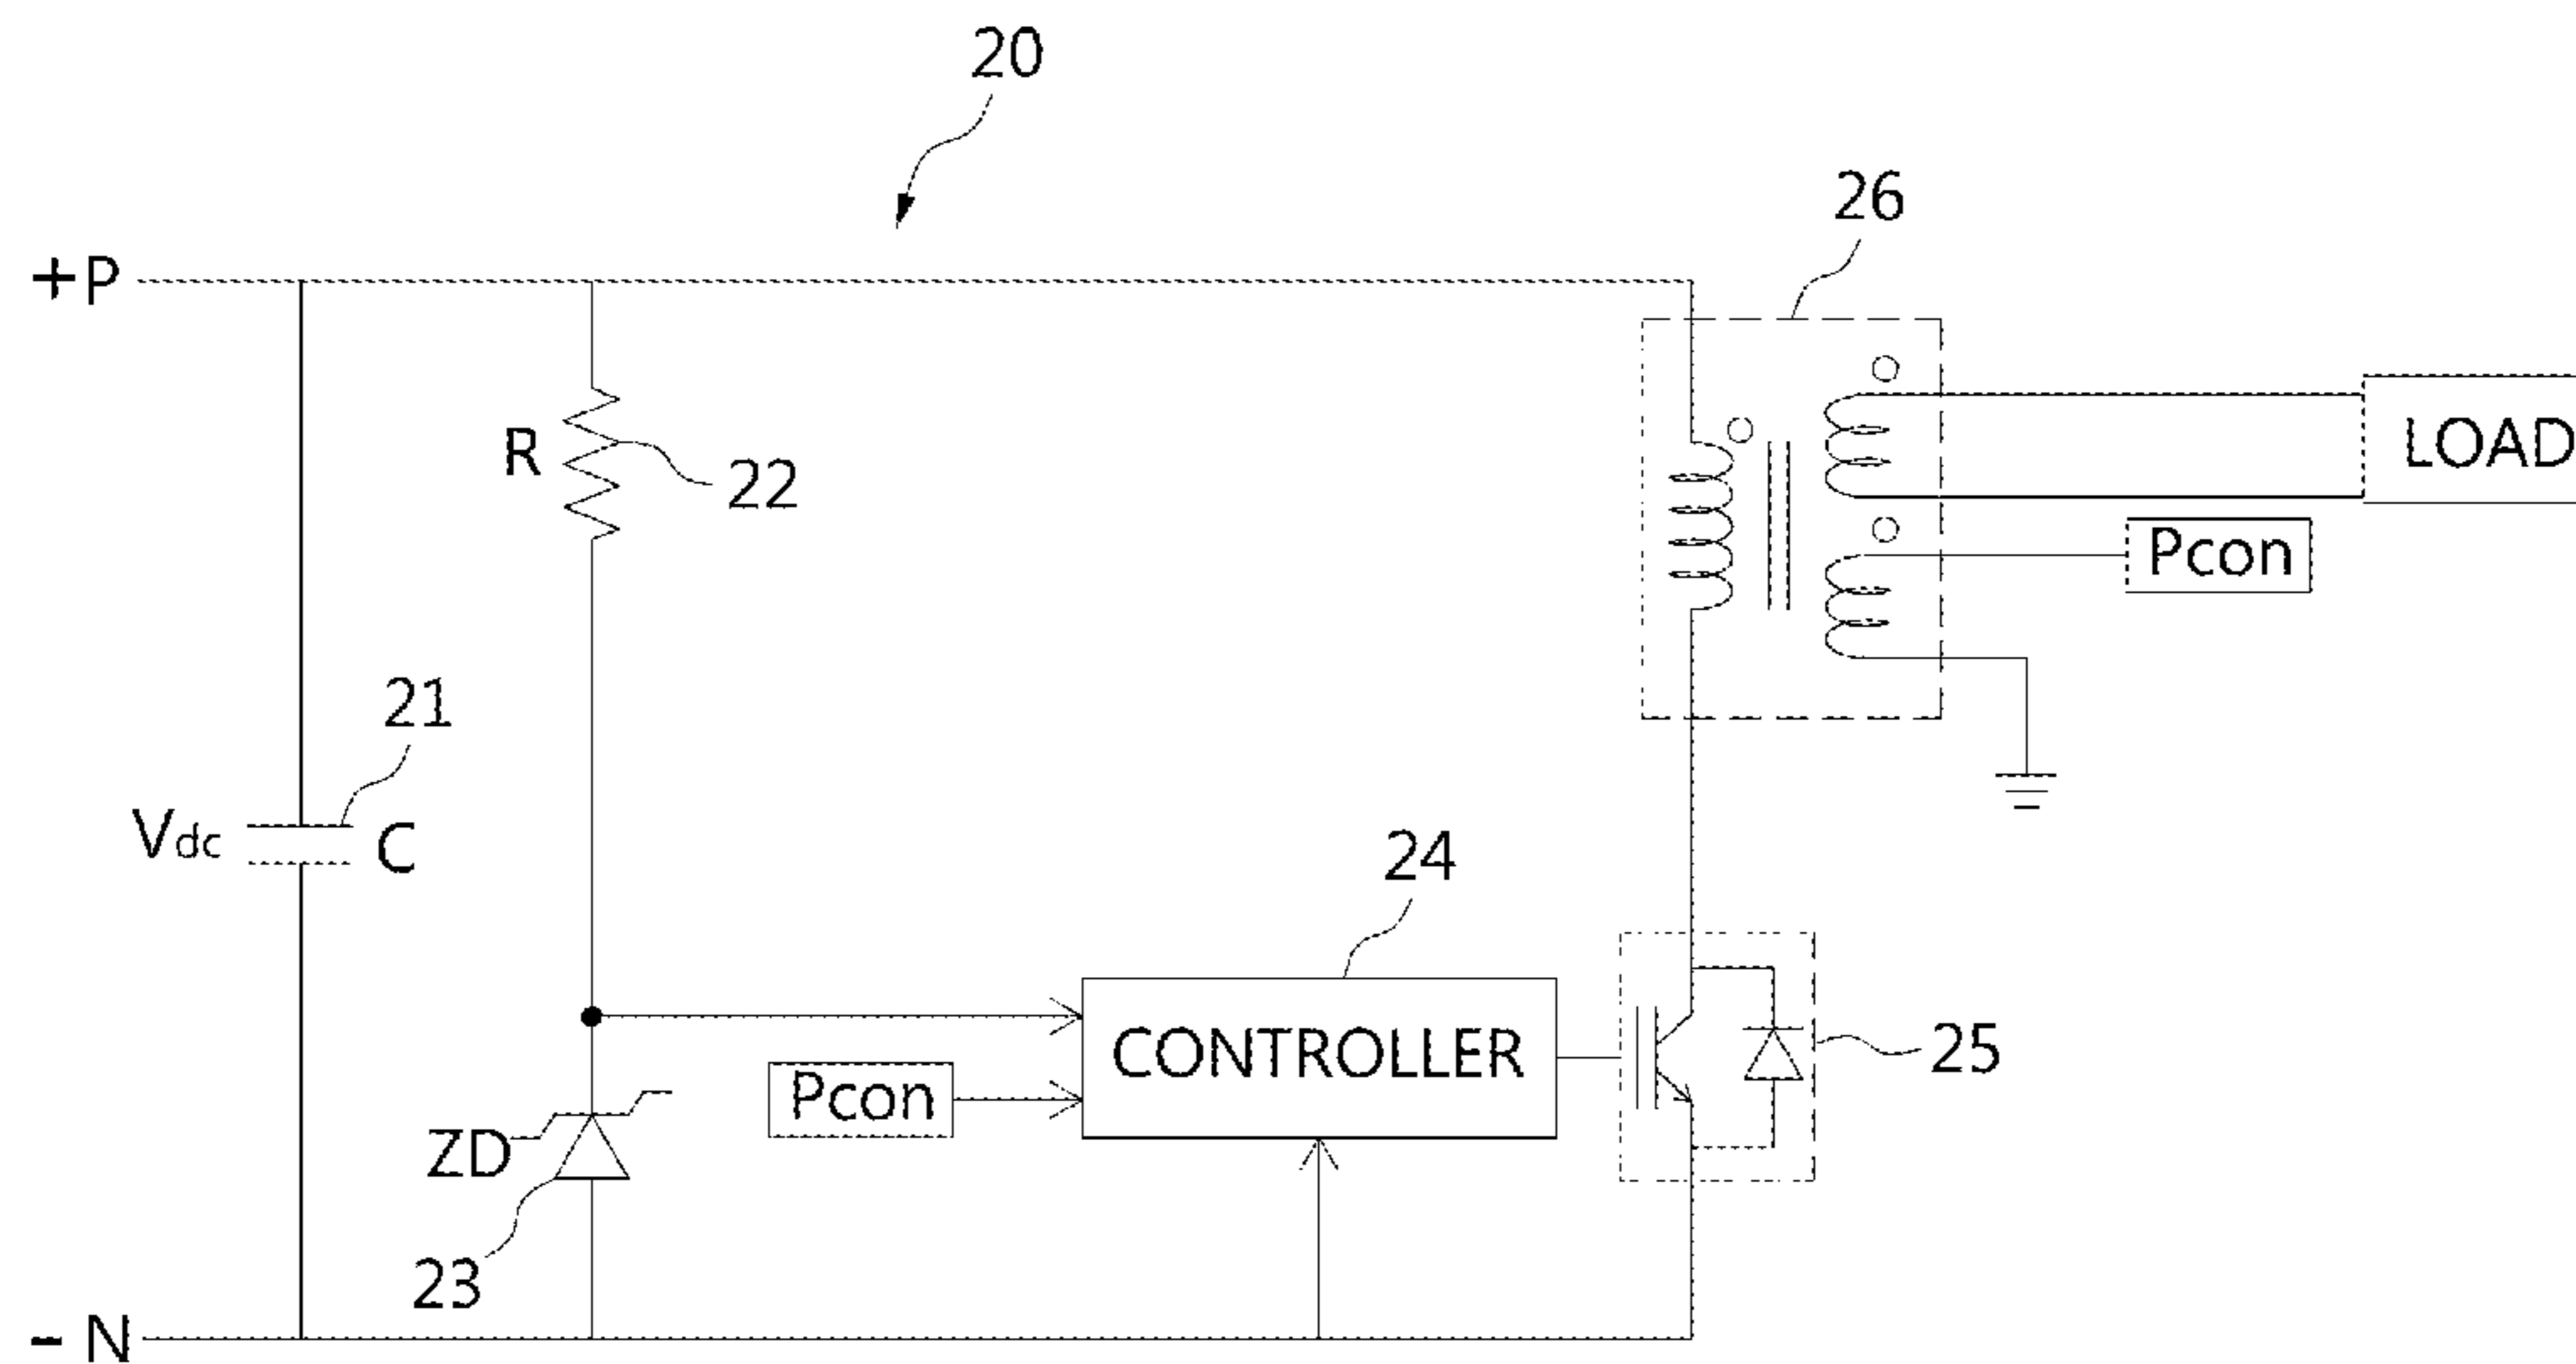 20
26
+P
LOAD
R
22
Pcon
21
Vdc
C
24
CONTROLLER
25
Pcon
ZD
23
- N